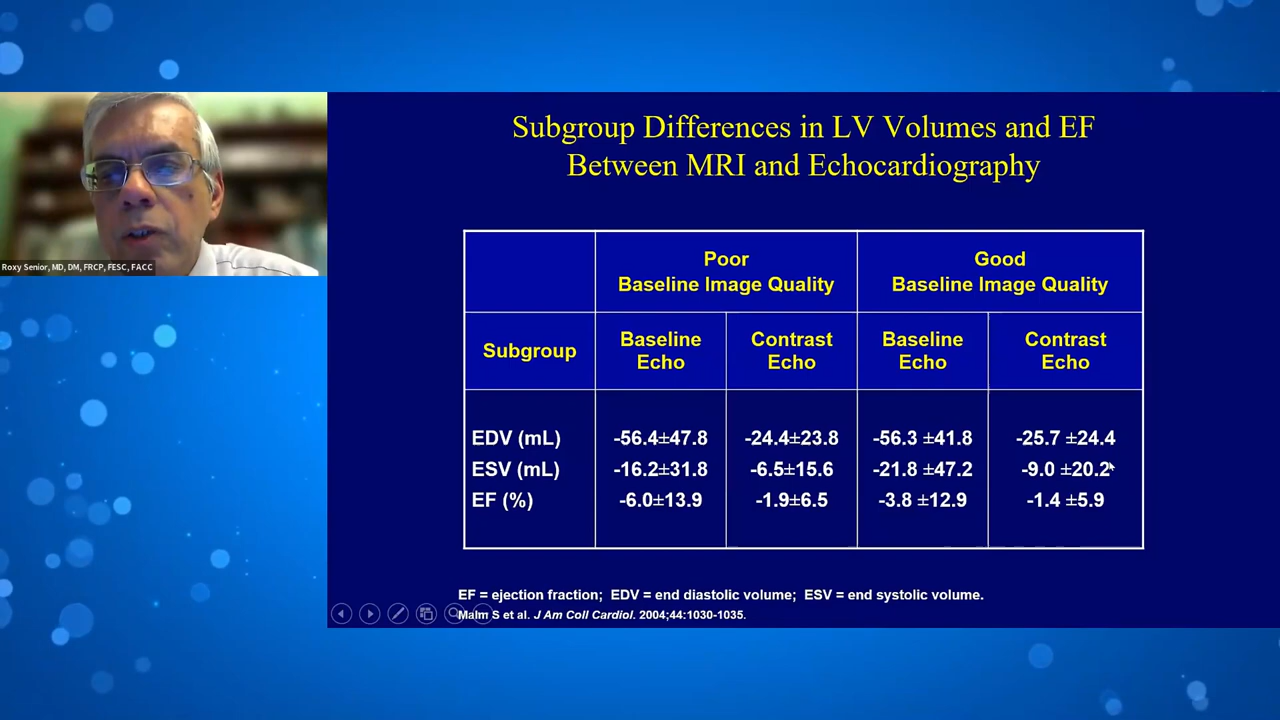 Subgroup Differences in LV Volumes and EF
Between MRI and Echocardiography
Roxy Senior, MD, DM, FRCP, FESC, FACC
Poor
Baseline Image Quality
Good
Baseline Image Quality
Subgroup
Baseline
Echo
Contrast
Echo
Baseline
Echo
Contrast
Echo
EDV (mL) -56.4±47.8 -24.4±23.8 -56.3 ±41.8 -25.7 ±24.4
ESV (mL) -16.2±31.8 -6.5±15.6 -21.8 ±47.2 -9.0 ±20.2
EF (%) -6.0±13.9 -1.9±6.5 -3.8 ±12.9 -1.4 ±5.9
EF = ejection fraction; EDV = end diastolic volume; ESV = end systolic volume.
Malm S et al. J Am Coll Cardiol. 2004;44:1030-1035.